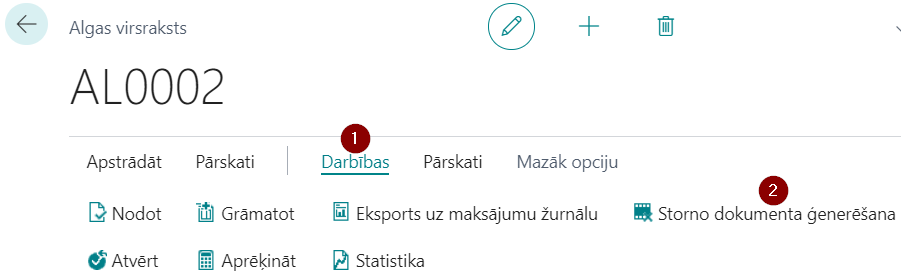 Algas virsraksts
AL0002
1
Apstrādāt Pārskati Darbības Pārskati Mazāk opciju
2
Nodot Grāmatot Eksports uz maksājumu žurnālu Storno dokumenta ģenerēšana
Atvērt Aprēķināt Statistika